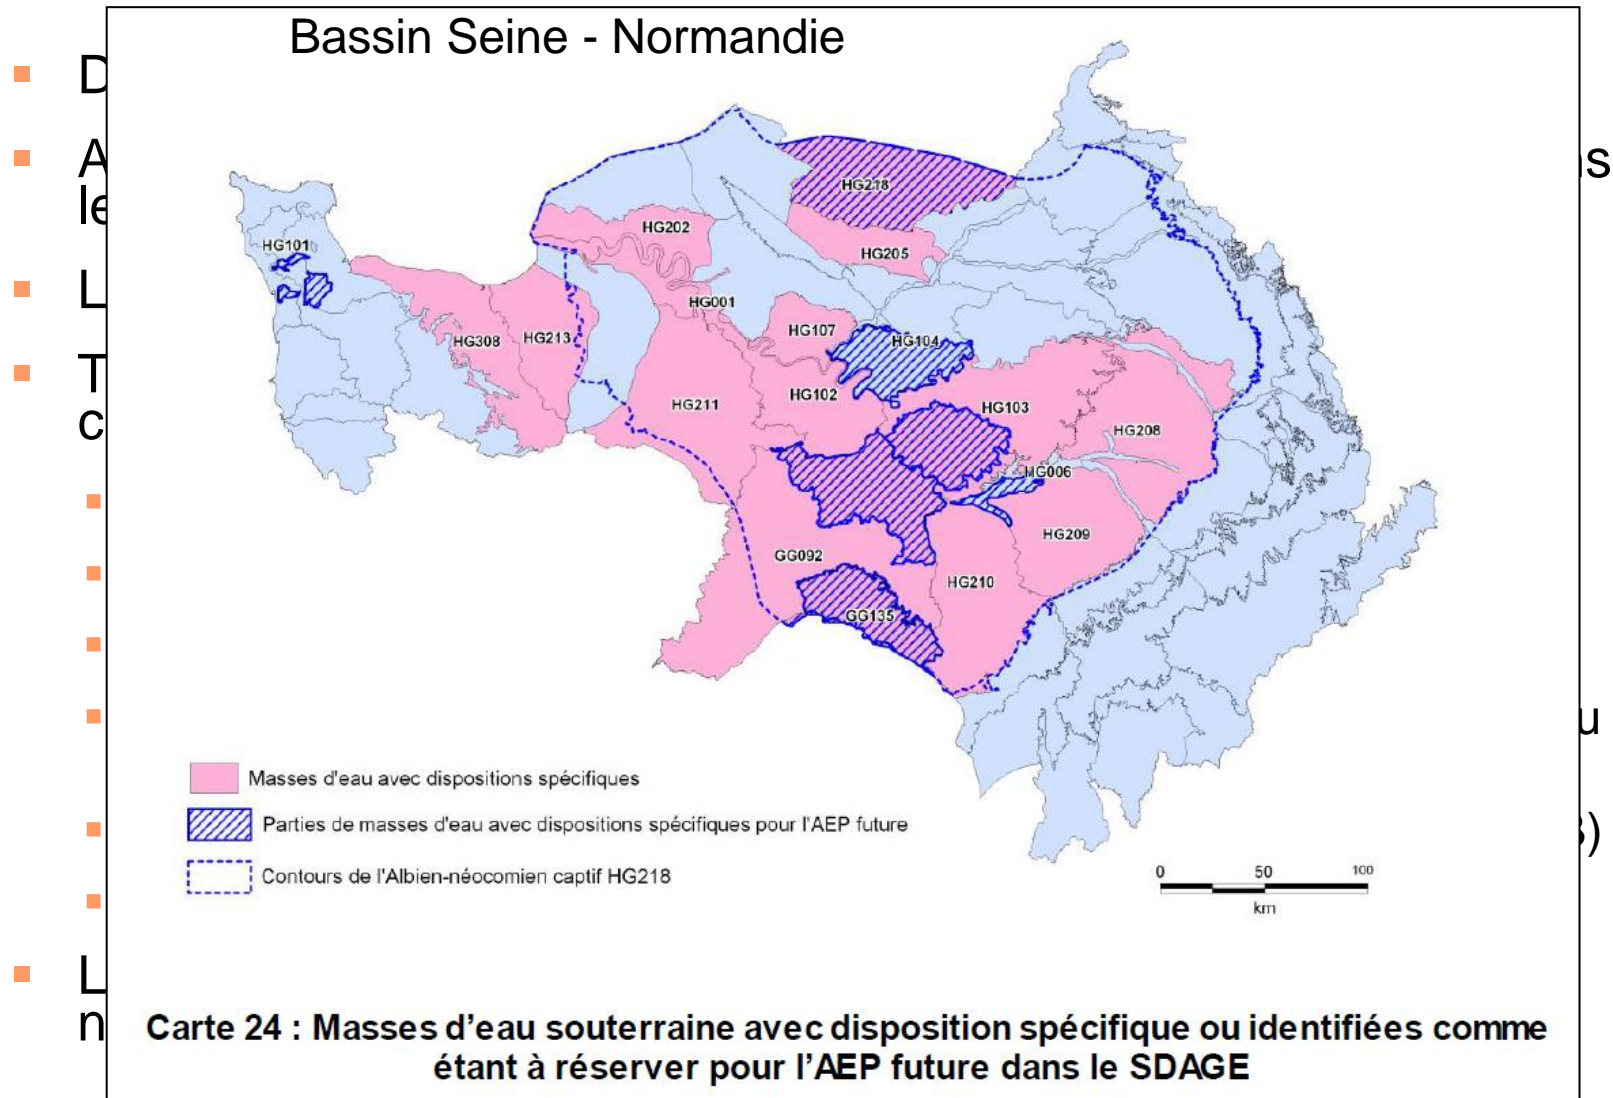 Bassin Seine - Normandie
D
A
ns
le
L
T
c
u
3)
L
n
HG218
HG202
HG205
HG101
HG001
HG107
HG104
HG308
HG213
HG102
HG211
HG103
HG208
HG006
HG209
GG092
HG210
GG135
Masses d'eau avec dispositions spécifiques
Parties de masses d'eau avec dispositions spécifiques pour l'AEP future
Contours de l'Albien-néocomien captif HG218
0 50 100
km
Carte 24 : Masses d'eau souterraine avec disposition spécifique ou identifiées comme
étant à réserver pour l'AEP future dans le SDAGE